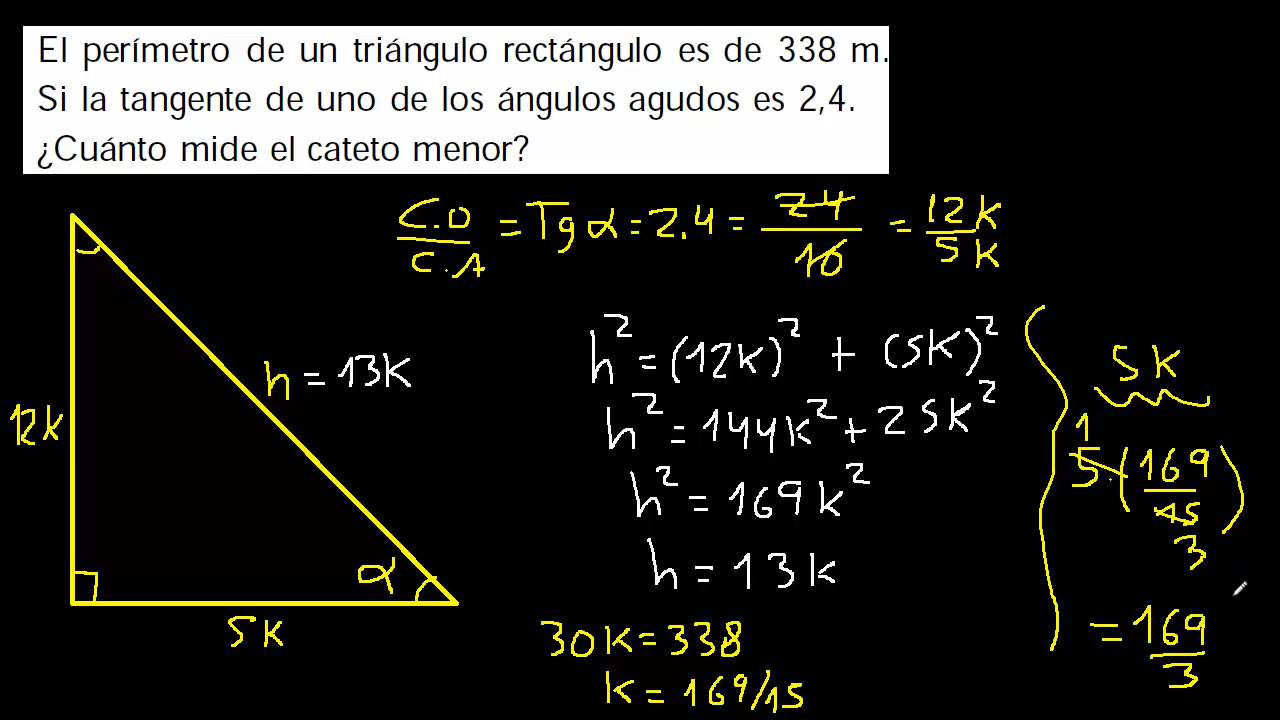 El perímetro de un triángulo rectángulo es de 338 m.
Si la tangente de uno de los ángulos agudos es 2,4.
¿Cuánto mide el cateto menor?
C.O/C.A = Tg α = 2.4 = 24/10 = 12K/5K
12K
h = 13K
α
5K
h² = (12K)² + (5K)²
h² = 144K² + 25K²
h² = 169K²
h = 13K
30K = 338
K = 169/15
5K
1
5.(169/45)
3
= 169/3